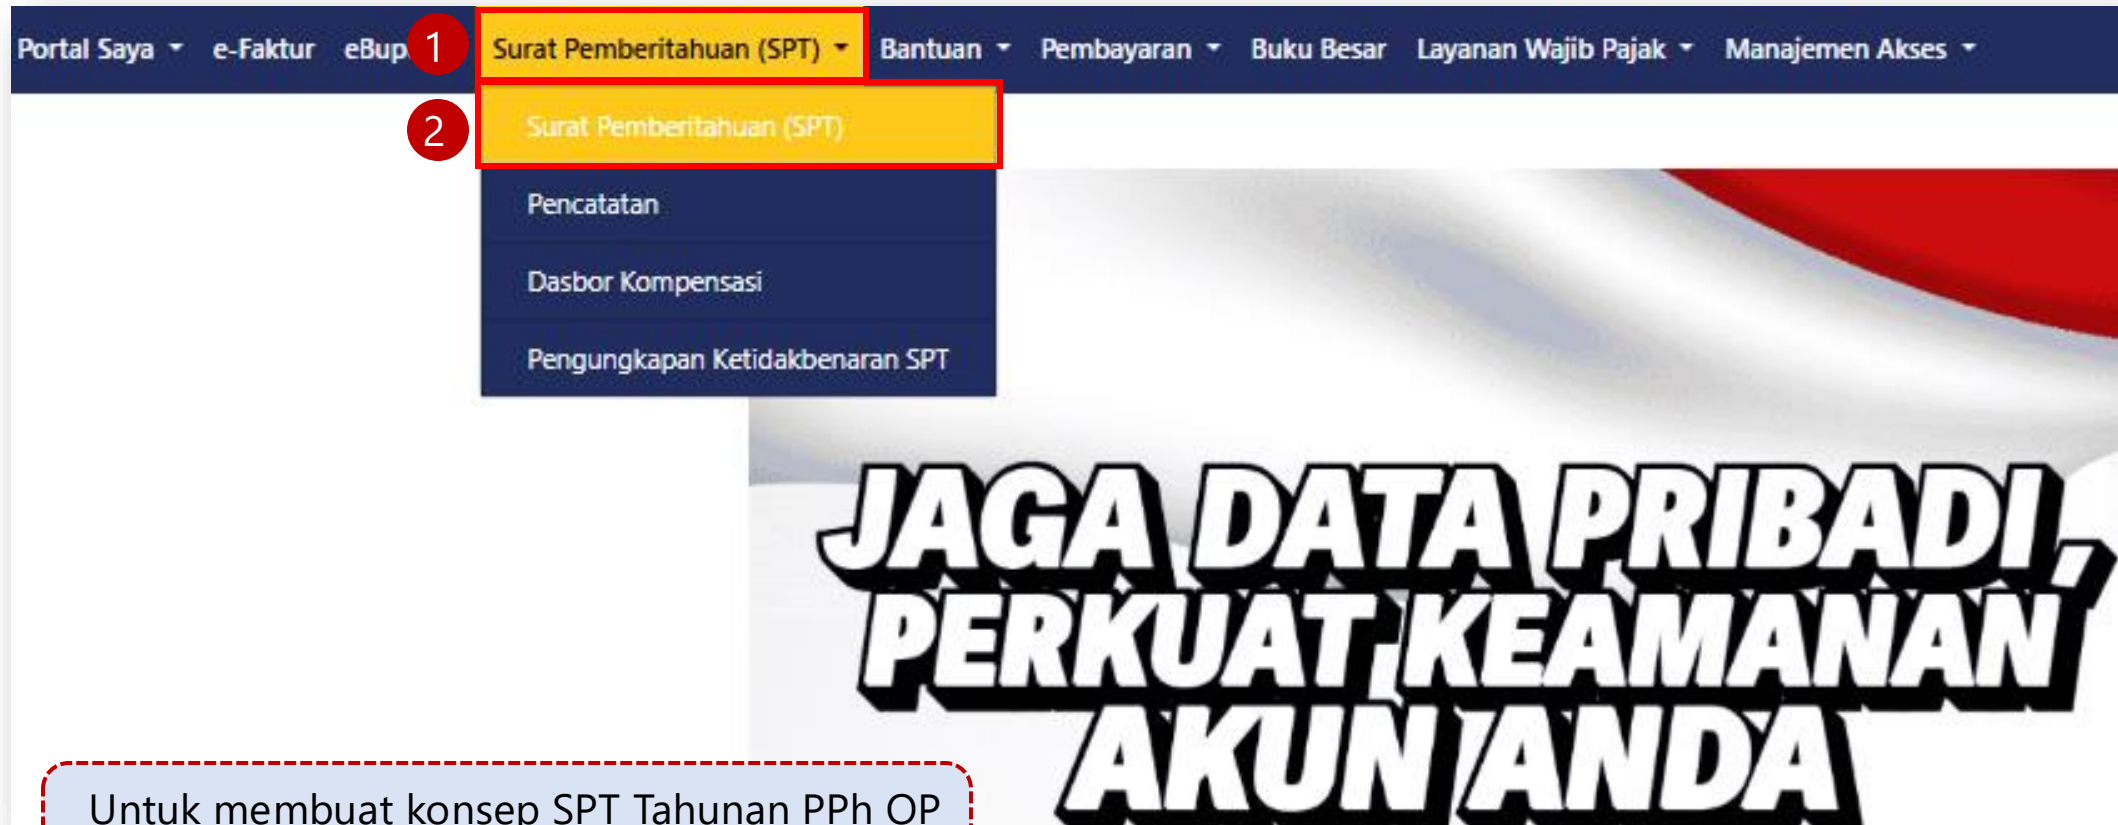 Portal Saya e-Faktur eBup 1 Surat Pemberitahuan (SPT) Bantuan Pembayaran Buku Besar Layanan Wajib Pajak Manajemen Akses
2 Surat Pemberitahuan (SPT)
Pencatatan
Dasbor Kompensasi
Pengungkapan Ketidakbenaran SPT
JAGA DATA PRIBADI,
PERKUAT KEAMANAN
AKUN ANDA
Untuk membuat konsep SPT Tahunan PPh OP